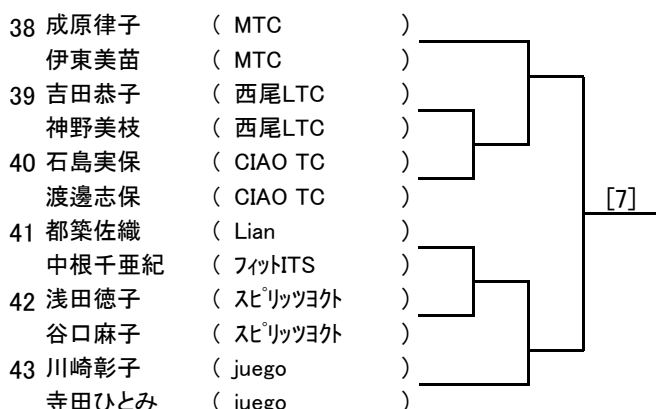 38 成原律子 ( MTC )
伊東美苗 ( MTC )
39 吉田恭子 ( 西尾LTC )
神野美枝 ( 西尾LTC )
40 石島実保 ( CIAO TC )
渡邊志保 ( CIAO TC )
[7]
41 都築佐織 ( Lian )
中根千亜紀 ( フィットITS )
42 浅田徳子 ( スピリッツヨクト )
谷口麻子 ( スピリッツヨクト )
43 川崎彰子 ( juego )
寺田ひとみ ( juego )